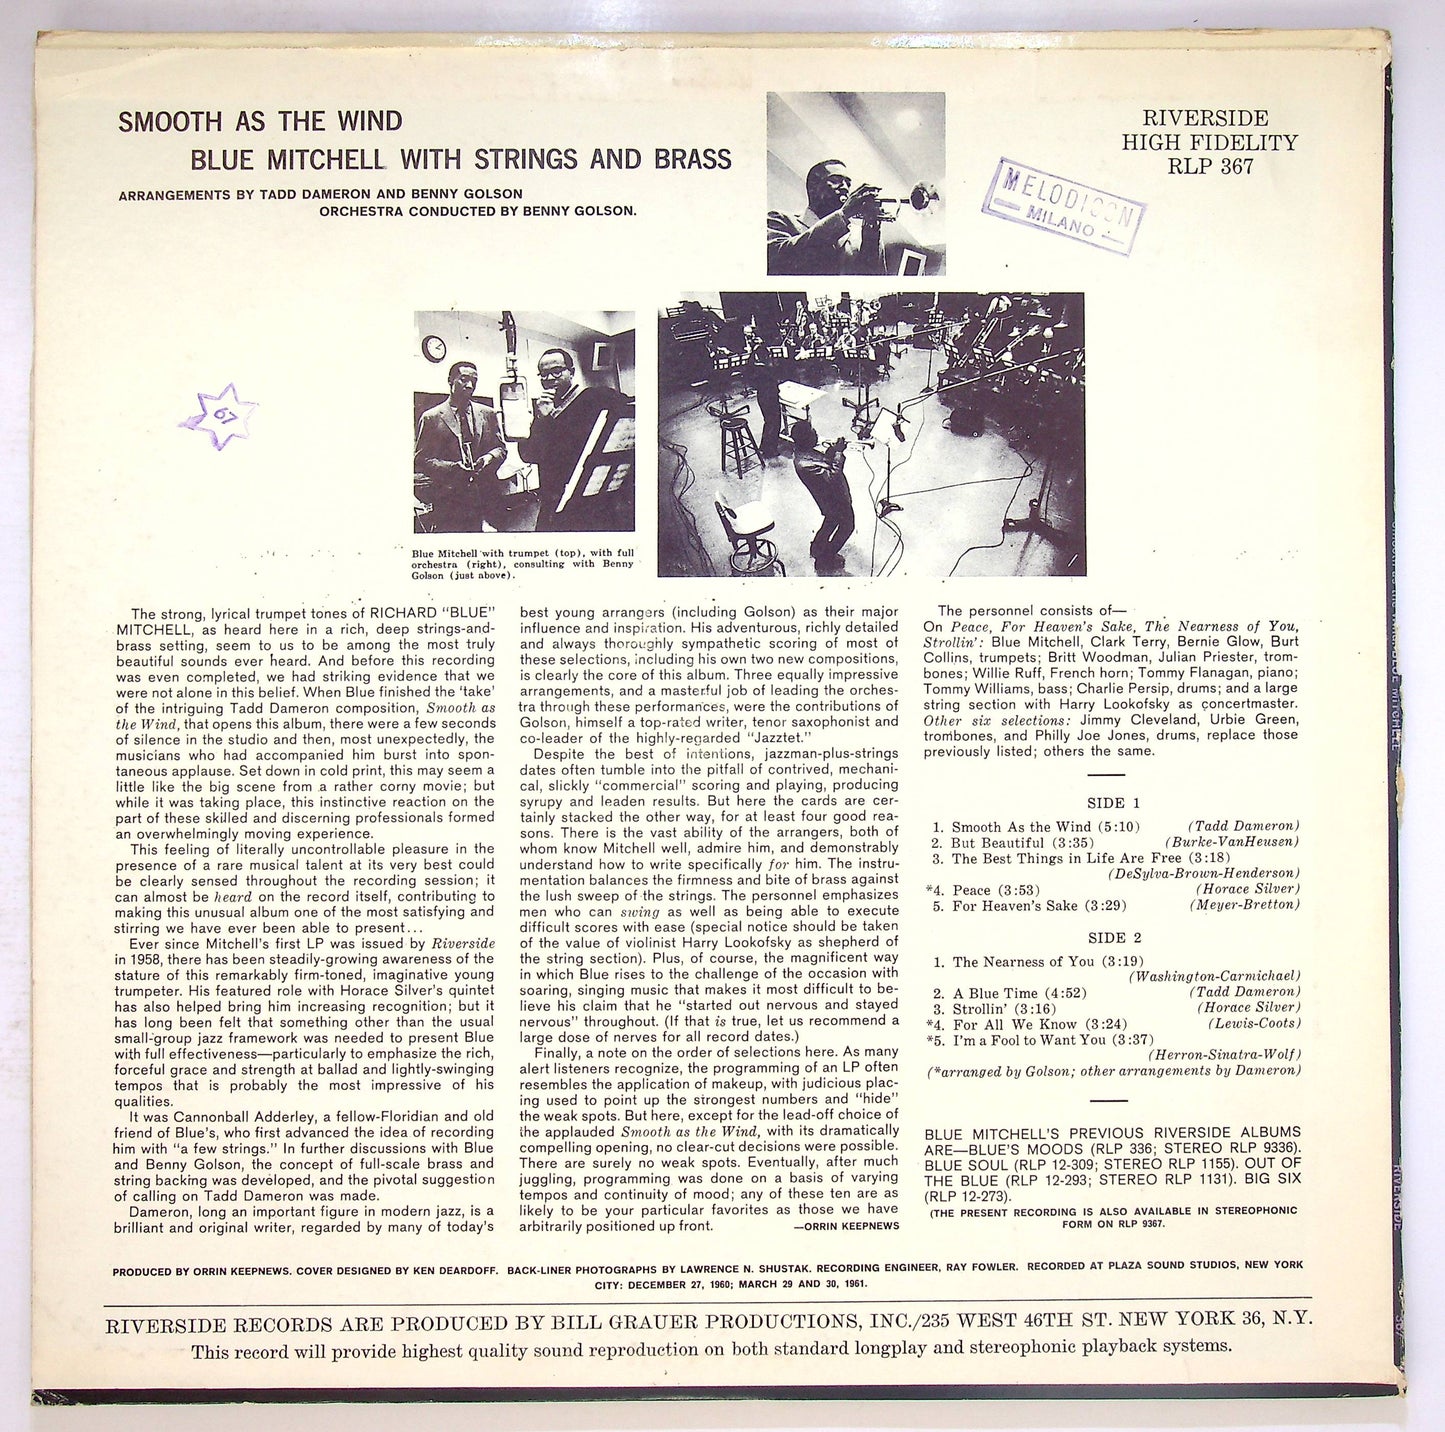 SMOOTH AS THE WIND
BLUE MITCHELL WITH STRINGS AND BRASS
ARRANGEMENTS BY TADD DAMERON AND BENNY GOLSON
ORCHESTRA CONDUCTED BY BENNY GOLSON.
RIVERSIDE
HIGH FIDELITY
RLP 367
MELODICON
MILANO
67
Blue Mitchell with trumpet (top), with full
orchestra (right), consulting with Benny
Golson (just above).
The strong, lyrical trumpet tones of RICHARD "BLUE"
MITCHELL, as heard here in a rich, deep strings-and-
brass setting, seem to us to be among the most truly
beautiful sounds ever heard. And before this recording
was even completed, we had striking evidence that we
were not alone in this belief. When Blue finished the 'take'
of the intriguing Tadd Dameron composition, Smooth as
the Wind, that opens this album, there were a few seconds
of silence in the studio and then, most unexpectedly, the
musicians who had accompanied him burst into spon-
taneous applause. Set down in cold print, this may seem a
little like the big scene from a rather corny movie; but
while it was taking place, this instinctive reaction on the
part of these skilled and discerning professionals formed
an overwhelmingly moving experience.
This feeling of literally uncontrollable pleasure in the
presence of a rare musical talent at its very best could
be clearly sensed throughout the recording session; it
can almost be heard on the record itself, contributing to
making this unusual album one of the most satisfying and
stirring we have ever been able to present...
Ever since Mitchell's first LP was issued by Riverside
in 1958, there has been steadily-growing awareness of the
stature of this remarkably firm-toned, imaginative young
trumpeter. His featured role with Horace Silver's quintet
has also helped bring him increasing recognition; but it
has long been felt that something other than the usual
small-group jazz framework was needed to present Blue
with full effectiveness—particularly to emphasize the rich,
forceful grace and strength at ballad and lightly-swinging
tempos that is probably the most impressive of his
qualities.
It was Cannonball Adderley, a fellow-Floridian and old
friend of Blue's, who first advanced the idea of recording
him with "a few strings." In further discussions with Blue
and Benny Golson, the concept of full-scale brass and
string backing was developed, and the pivotal suggestion
of calling on Tadd Dameron was made.
Dameron, long an important figure in modern jazz, is a
brilliant and original writer, regarded by many of today's
best young arrangers (including Golson) as their major
influence and inspiration. His adventurous, richly detailed
and always thoroughly sympathetic scoring of most of
these selections, including his own two new compositions,
is clearly the core of this album. Three equally impressive
arrangements, and a masterful job of leading the orches-
tra through these performances, were the contributions of
Golson, himself a top-rated writer, tenor saxophonist and
co-leader of the highly-regarded "Jazztet."
Despite the best of intentions, jazzman-plus-strings
dates often tumble into the pitfall of contrived, mechani-
cal, slickly "commercial" scoring and playing, producing
syrupy and leaden results. But here the cards are cer-
tainly stacked the other way, for at least four good rea-
sons. There is the vast ability of the arrangers, both of
whom know Mitchell well, admire him, and demonstrably
understand how to write specifically for him. The instru-
mentation balances the firmness and bite of brass against
the lush sweep of the strings. The personnel emphasizes
men who can swing as well as being able to execute
difficult scores with ease (special notice should be taken
of the value of violinist Harry Lookofsky as shepherd of
the string section). Plus, of course, the magnificent way
in which Blue rises to the challenge of the occasion with
soaring, singing music that makes it most difficult to be-
lieve his claim that he "started out nervous and stayed
nervous" throughout. (If that is true, let us recommend a
large dose of nerves for all record dates.)
Finally, a note on the order of selections here. As many
alert listeners recognize, the programming of an LP often
resembles the application of makeup, with judicious plac-
ing used to point up the strongest numbers and "hide"
the weak spots. But here, except for the lead-off choice of
the applauded Smooth as the Wind, with its dramatically
compelling opening, no clear-cut decisions were possible.
There are surely no weak spots. Eventually, after much
juggling, programming was done on a basis of varying
tempos and continuity of mood; any of these ten are as
likely to be your particular favorites as those we have
arbitrarily positioned up front. —ORRIN KEEPNEWS
The personnel consists of—
On Peace, For Heaven's Sake, The Nearness of You,
Strollin': Blue Mitchell, Clark Terry, Bernie Glow, Burt
Collins, trumpets; Britt Woodman, Julian Priester, trom-
bones; Willie Ruff, French horn; Tommy Flanagan, piano;
Tommy Williams, bass; Charlie Persip, drums; and a large
string section with Harry Lookofsky as concertmaster.
Other six selections: Jimmy Cleveland, Urbie Green,
trombones, and Philly Joe Jones, drums, replace those
previously listed; others the same.
SIDE 1
1. Smooth As the Wind (5:10) (Tadd Dameron)
2. But Beautiful (3:35) (Burke-VanHeusen)
3. The Best Things in Life Are Free (3:18)
(DeSylva-Brown-Henderson)
*4. Peace (3:53) (Horace Silver)
5. For Heaven's Sake (3:29) (Meyer-Bretton)
SIDE 2
1. The Nearness of You (3:19)
(Washington-Carmichael)
2. A Blue Time (4:52) (Tadd Dameron)
3. Strollin' (3:16) (Horace Silver)
*4. For All We Know (3:24) (Lewis-Coots)
*5. I'm a Fool to Want You (3:37)
(Herron-Sinatra-Wolf)
(*arranged by Golson; other arrangements by Dameron)
BLUE MITCHELL'S PREVIOUS RIVERSIDE ALBUMS
ARE—BLUE'S MOODS (RLP 336; STEREO RLP 9336).
BLUE SOUL (RLP 12-309; STEREO RLP 1155). OUT OF
THE BLUE (RLP 12-293; STEREO RLP 1131). BIG SIX
(RLP 12-273).
(THE PRESENT RECORDING IS ALSO AVAILABLE IN STEREOPHONIC
FORM ON RLP 9367.
PRODUCED BY ORRIN KEEPNEWS. COVER DESIGNED BY KEN DEARDOFF. BACK-LINER PHOTOGRAPHS BY LAWRENCE N. SHUSTAK. RECORDING ENGINEER, RAY FOWLER. RECORDED AT PLAZA SOUND STUDIOS, NEW YORK
CITY: DECEMBER 27, 1960; MARCH 29 AND 30, 1961.
RIVERSIDE RECORDS ARE PRODUCED BY BILL GRAUER PRODUCTIONS, INC./235 WEST 46TH ST. NEW YORK 36, N.Y.
This record will provide highest quality sound reproduction on both standard longplay and stereophonic playback systems.
BLUE MITCHELL
RIVERSIDE
367